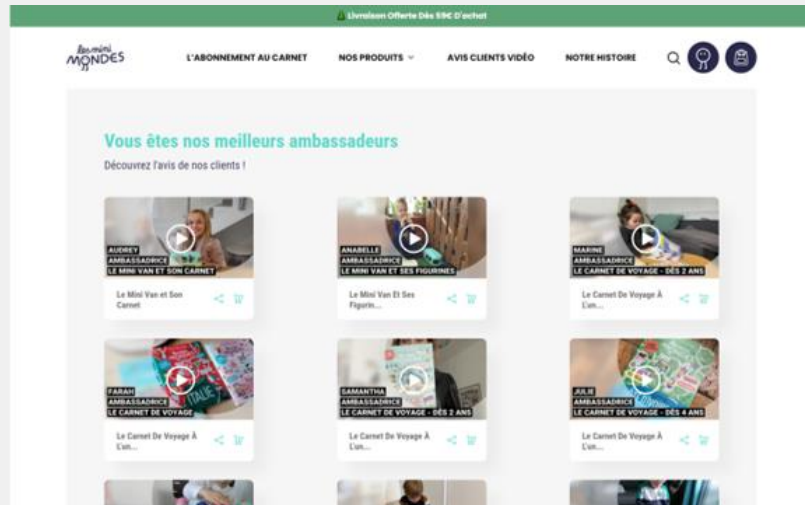 Livraison Offerte Dès 59€ D'achat
les mini
MONDES
L'ABONNEMENT AU CARNET
NOS PRODUITS
AVIS CLIENTS VIDÉO
NOTRE HISTOIRE
Vous êtes nos meilleurs ambassadeurs
Découvrez l'avis de nos clients !
AUDREY
AMBASSADRICE
LE MINI VAN ET SON CARNET
Le Mini Van et Son
Carnet
ANABELLE
AMBASSADRICE
LE MINI VAN ET SES FIGURINES
Le Mini Van Et Ses
Figurin...
MARINE
AMBASSADRICE
LE CARNET DE VOYAGE - DÈS 2 ANS
Le Carnet De Voyage À
L'un...
FARAH
AMBASSADRICE
LE CARNET DE VOYAGE
ITALIE
Le Carnet De Voyage À
L'un...
SAMANTHA
AMBASSADRICE
LE CARNET DE VOYAGE - DÈS 2 ANS
Le Carnet De Voyage À
L'un...
JULIE
AMBASSADRICE
LE CARNET DE VOYAGE - DÈS 4 ANS
Le Carnet De Voyage À
L'un...